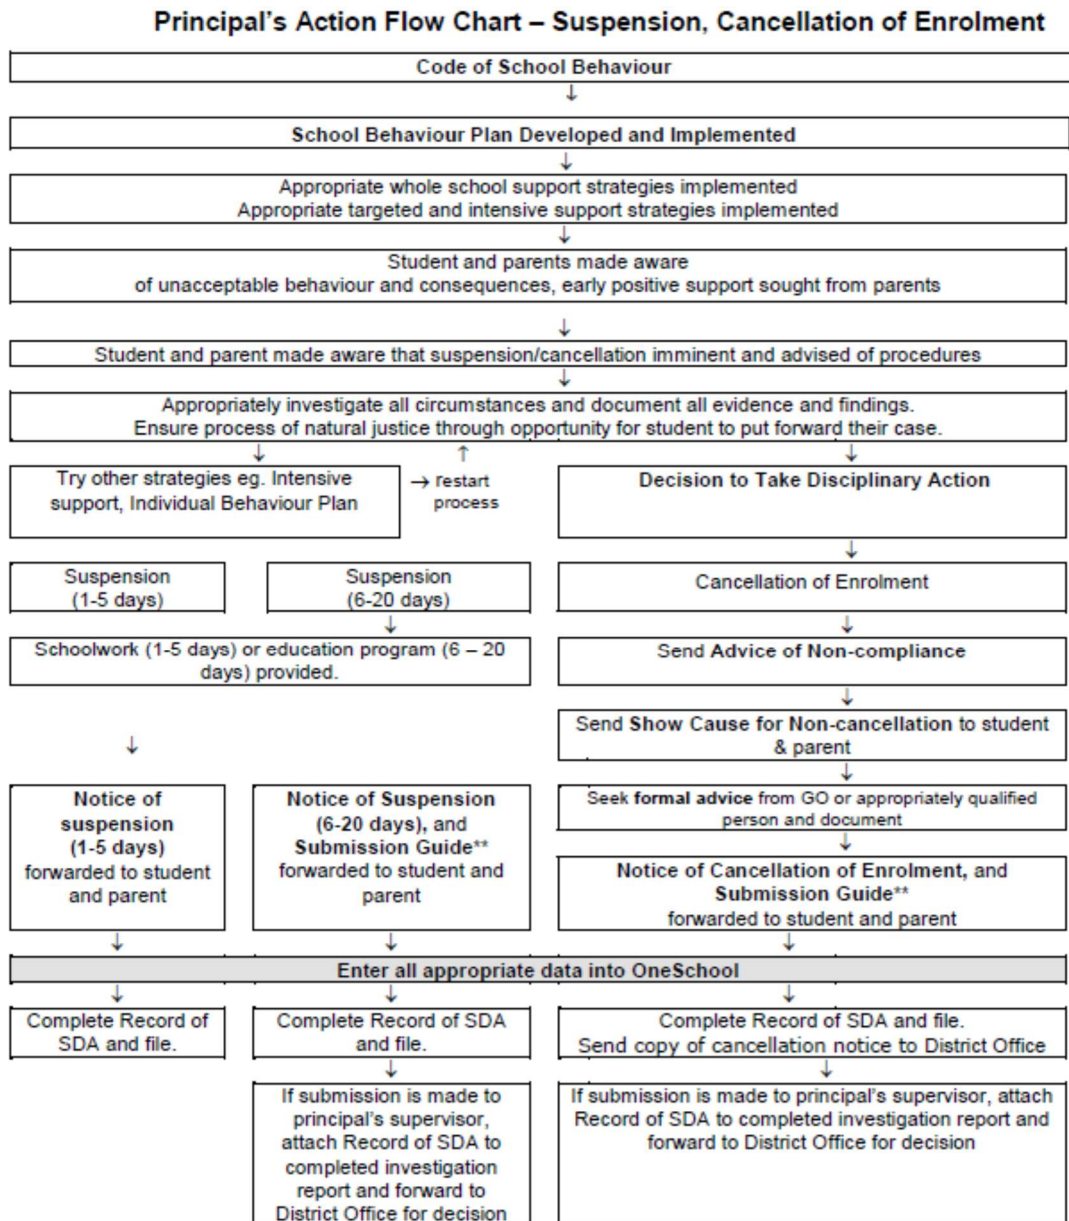 Principal's Action Flow Chart – Suspension, Cancellation of Enrolment
Code of School Behaviour
↓
School Behaviour Plan Developed and Implemented
↓
Appropriate whole school support strategies implemented
Appropriate targeted and intensive support strategies implemented
↓
Student and parents made aware
of unacceptable behaviour and consequences, early positive support sought from parents
↓
Student and parent made aware that suspension/cancellation imminent and advised of procedures
↓
Appropriately investigate all circumstances and document all evidence and findings.
Ensure process of natural justice through opportunity for student to put forward their case.
↓ ↑ ↓
Try other strategies eg. Intensive
support, Individual Behaviour Plan
→ restart
process
Decision to Take Disciplinary Action
↓
Suspension
(1-5 days)
Suspension
(6-20 days)
Cancellation of Enrolment
↓ ↓
Schoolwork (1-5 days) or education program (6 – 20
days) provided.
Send Advice of Non-compliance
↓
Send Show Cause for Non-cancellation to student
& parent
↓ ↓
Notice of
suspension
(1-5 days)
forwarded to student
and parent
Notice of Suspension
(6-20 days), and
Submission Guide**
forwarded to student and
parent
Seek formal advice from GO or appropriately qualified
person and document
↓
Notice of Cancellation of Enrolment, and
Submission Guide**
forwarded to student and parent
↓ ↓ ↓
Enter all appropriate data into OneSchool
↓ ↓ ↓
Complete Record of
SDA and file.
Complete Record of SDA
and file.
Complete Record of SDA and file.
Send copy of cancellation notice to District Office
↓ ↓
If submission is made to
principal's supervisor,
attach Record of SDA to
completed investigation
report and forward to
District Office for decision
If submission is made to principal's supervisor, attach
Record of SDA to completed investigation report and
forward to District Office for decision